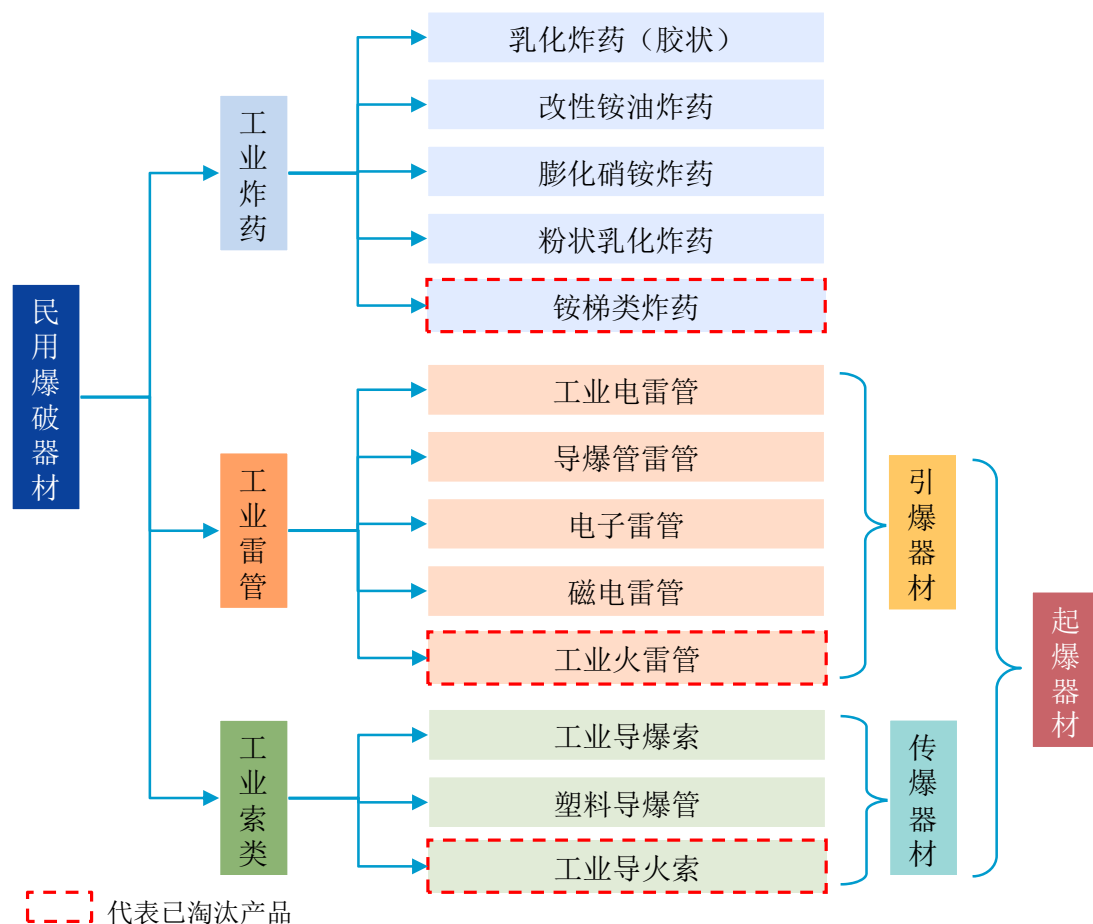 民用爆破器材
工业炸药
乳化炸药（胶状）
改性铵油炸药
膨化硝铵炸药
粉状乳化炸药
铵梯类炸药
工业雷管
工业电雷管
导爆管雷管
电子雷管
磁电雷管
工业火雷管
工业索类
工业导爆索
塑料导爆管
工业导火索
引爆器材
传爆器材
起爆器材
代表已淘汰产品